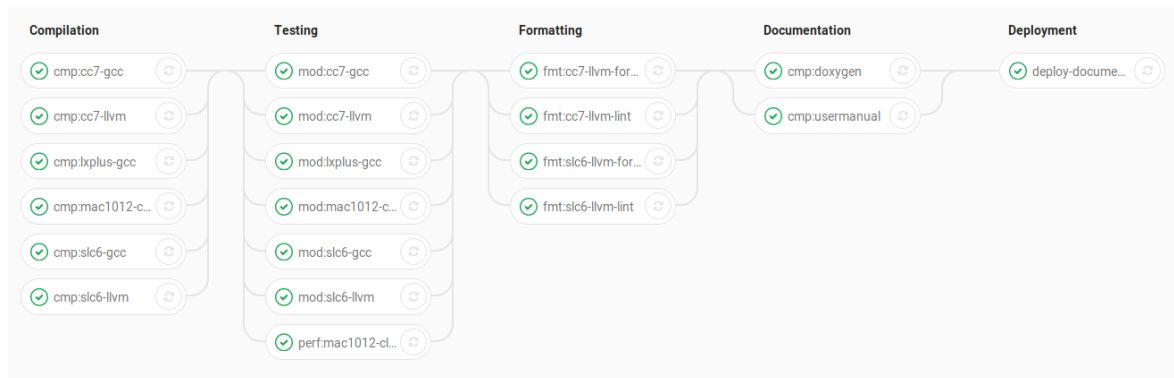 Compilation
cmp:cc7-gcc
cmp:cc7-llvm
cmp:lxplus-gcc
cmp:mac1012-c...
cmp:slc6-gcc
cmp:slc6-llvm
Testing
mod:cc7-gcc
mod:cc7-llvm
mod:lxplus-gcc
mod:mac1012-c...
mod:slc6-gcc
mod:slc6-llvm
perf:mac1012-cl...
Formatting
fmt:cc7-llvm-for...
fmt:cc7-llvm-lint
fmt:slc6-llvm-for...
fmt:slc6-llvm-lint
Documentation
cmp:doxygen
cmp:usermanual
Deployment
deploy-docume...